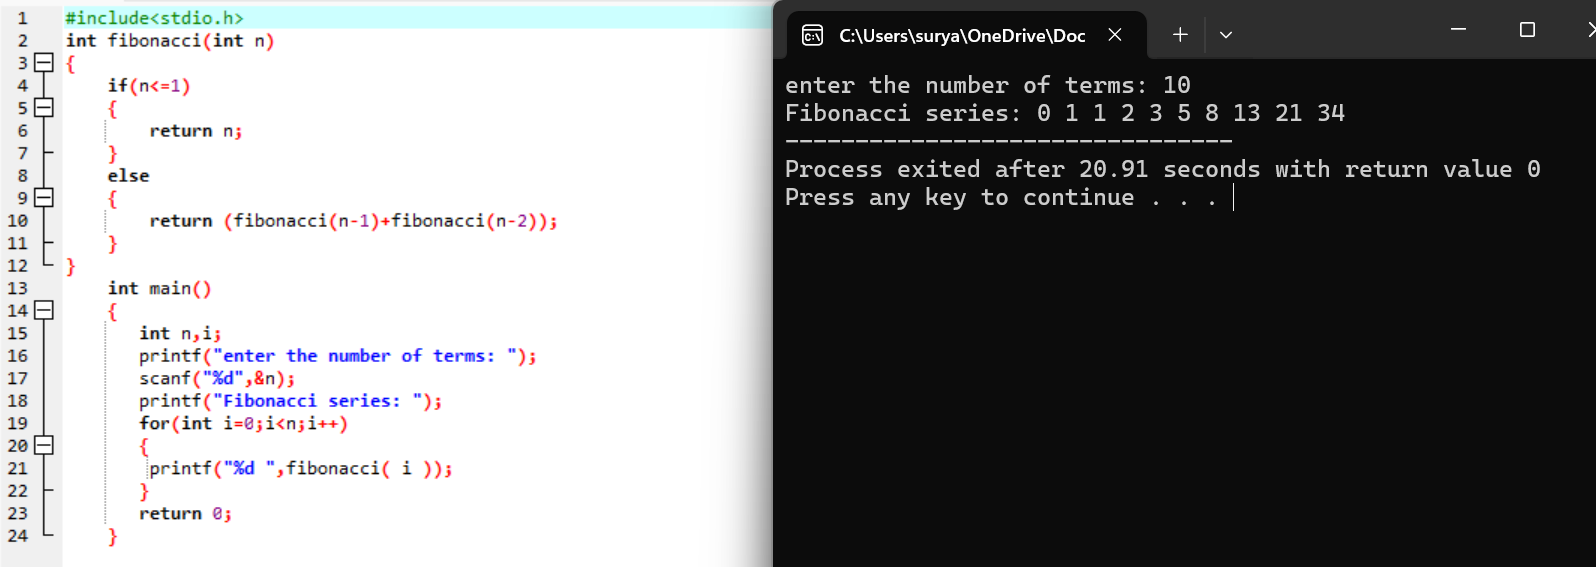 1 #include<stdio.h>
2 int fibonacci(int n)
3 {
4 if(n<=1)
5 {
6 return n;
7 }
8 else
9 {
10 return (fibonacci(n-1)+fibonacci(n-2));
11 }
12 }
13 int main()
14 {
15 int n,i;
16 printf("enter the number of terms: ");
17 scanf("%d",&n);
18 printf("Fibonacci series: ");
19 for(int i=0;i<n;i++)
20 {
21 printf("%d ",fibonacci( i ));
22 }
23 return 0;
24 }
C:\Users\surya\OneDrive\Doc
enter the number of terms: 10
Fibonacci series: 0 1 1 2 3 5 8 13 21 34
--------------------------------
Process exited after 20.91 seconds with return value 0
Press any key to continue . . .